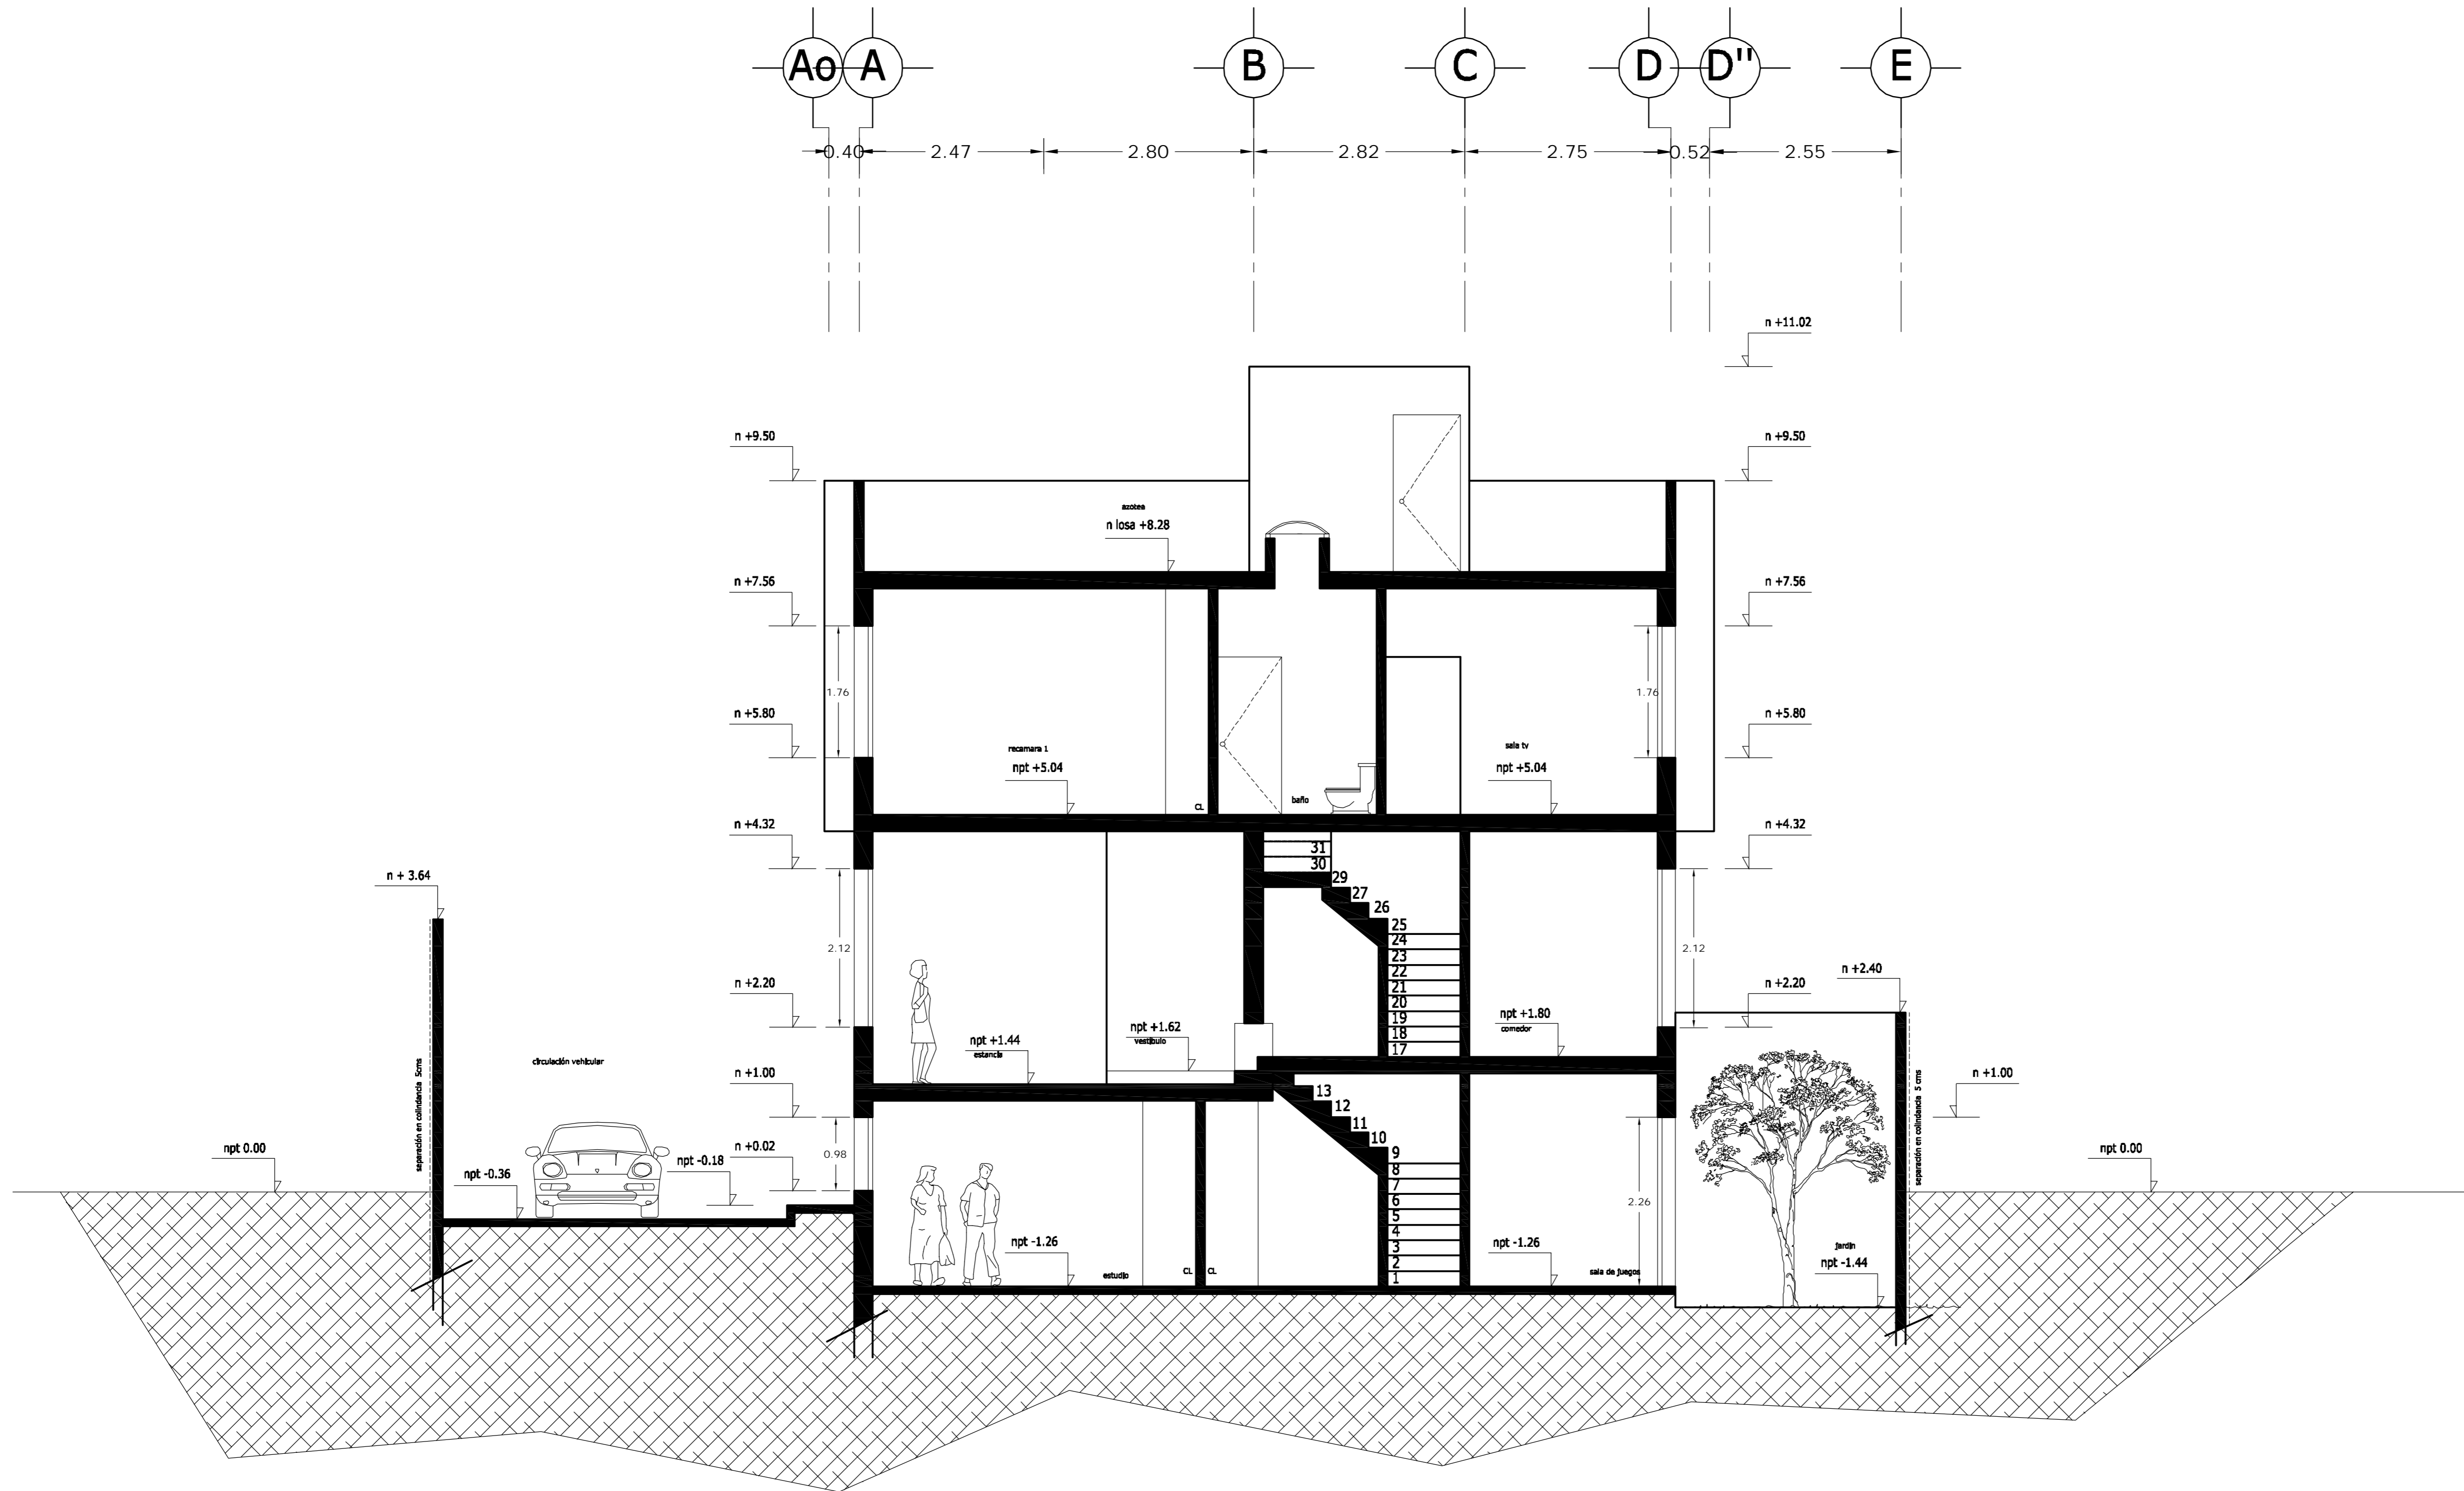 Ao A B C D D'' E
0.40 2.47 2.80 2.82 2.75 0.52 2.55
n +11.02
n +9.50
n +9.50
azotea
n losa +8.28
n +7.56
n +7.56
1.76
1.76
n +5.80
n +5.80
recamara 1
npt +5.04
sala tv
npt +5.04
CL
baño
n +4.32
n +4.32
31
30
29
27
26
25
24
23
22
21
20
19
18
17
n + 3.64
2.12
2.12
n +2.40
n +2.20
n +2.20
npt +1.44
estancia
npt +1.62
vestibulo
npt +1.80
comedor
circulación vehicular
separación en colindancia 5cms
separación en colindancia 5 cms
n +1.00
n +1.00
13
12
11
10
9
8
7
6
5
4
3
2
1
npt 0.00
npt 0.00
n +0.02
0.98
npt -0.36
npt -0.18
2.26
npt -1.26
estudio
CL CL
npt -1.26
sala de juegos
jardin
npt -1.44